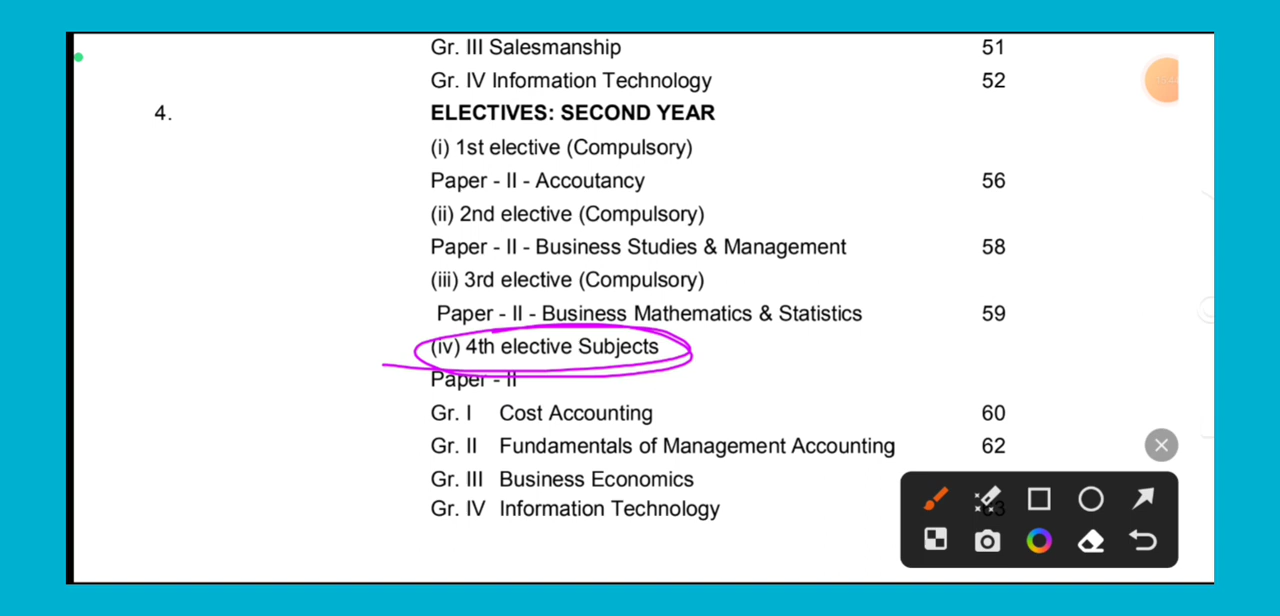 Gr. III Salesmanship 51
Gr. IV Information Technology 52
4. ELECTIVES: SECOND YEAR
(i) 1st elective (Compulsory)
Paper - II - Accoutancy 56
(ii) 2nd elective (Compulsory)
Paper - II - Business Studies & Management 58
(iii) 3rd elective (Compulsory)
Paper - II - Business Mathematics & Statistics 59
(iv) 4th elective Subjects
Paper - II
Gr. I Cost Accounting 60
Gr. II Fundamentals of Management Accounting 62
Gr. III Business Economics
Gr. IV Information Technology